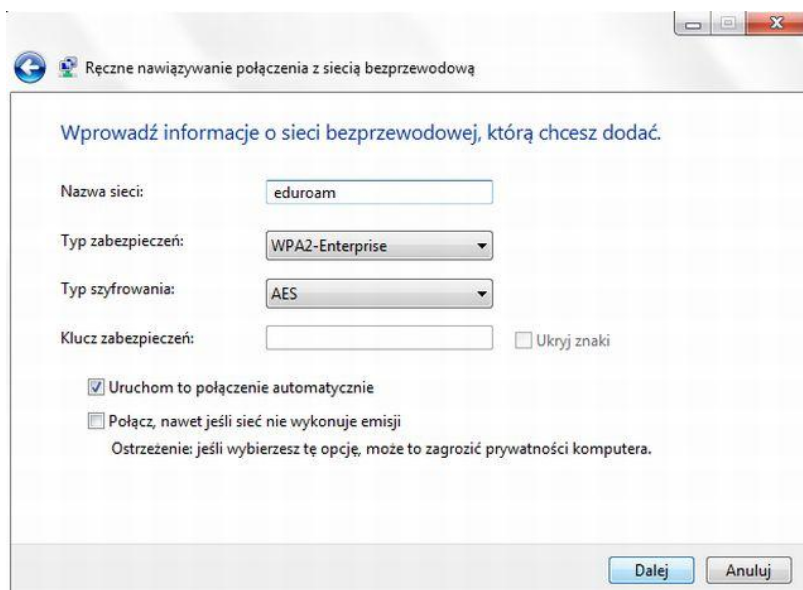 Ręczne nawiązywanie połączenia z siecią bezprzewodową
Wprowadź informacje o sieci bezprzewodowej, którą chcesz dodać.
Nazwa sieci: eduroam
Typ zabezpieczeń: WPA2-Enterprise
Typ szyfrowania: AES
Klucz zabezpieczeń: Ukryj znaki
Uruchom to połączenie automatycznie
Połącz, nawet jeśli sieć nie wykonuje emisji
Ostrzeżenie: jeśli wybierzesz tę opcję, może to zagrozić prywatności komputera.
Dalej Anuluj